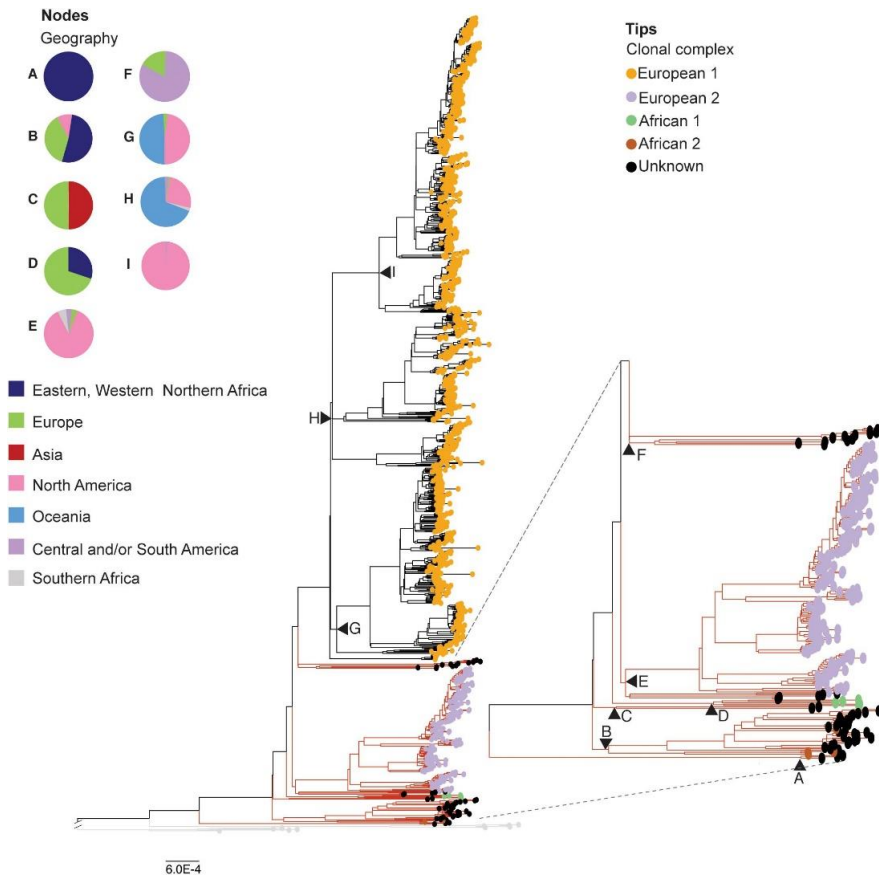 Nodes
Geography
A
F
B
G
C
H
D
I
E
Eastern, Western  Northern Africa
Europe
Asia
North America
Oceania
Central and/or South America
Southern Africa
Tips
Clonal complex
European 1
European 2
African 1
African 2
Unknown
I
H
G
F
E
C
D
B
A
6.0E-4